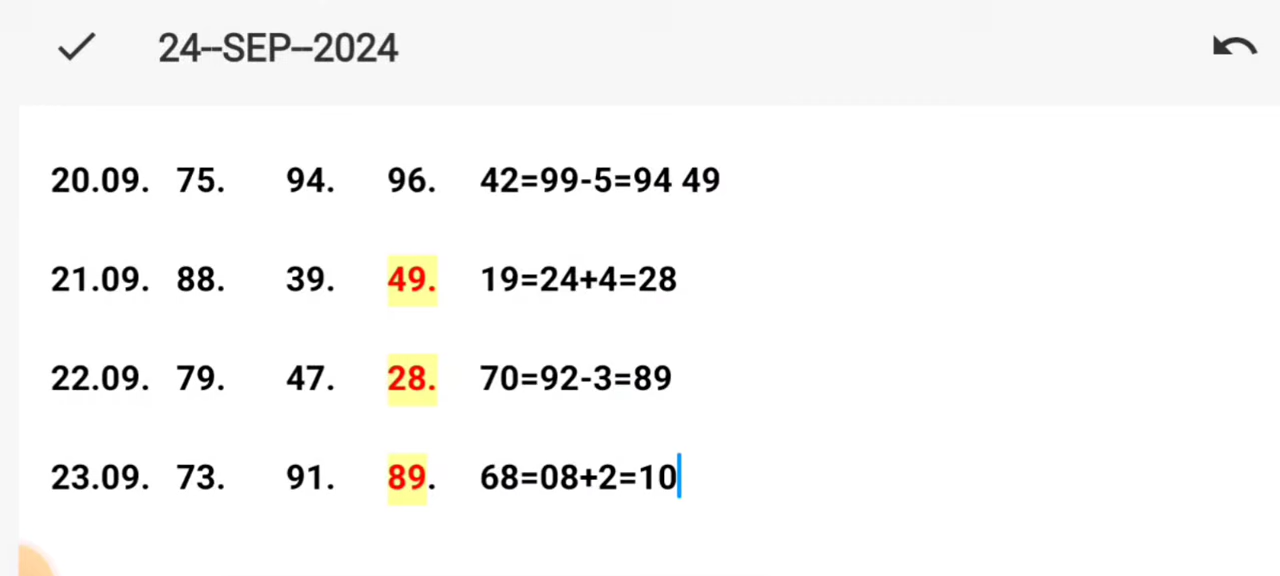 24--SEP--2024
20.09. 75. 94. 96. 42=99-5=94 49
21.09. 88. 39. 49. 19=24+4=28
22.09. 79. 47. 28. 70=92-3=89
23.09. 73. 91. 89. 68=08+2=10